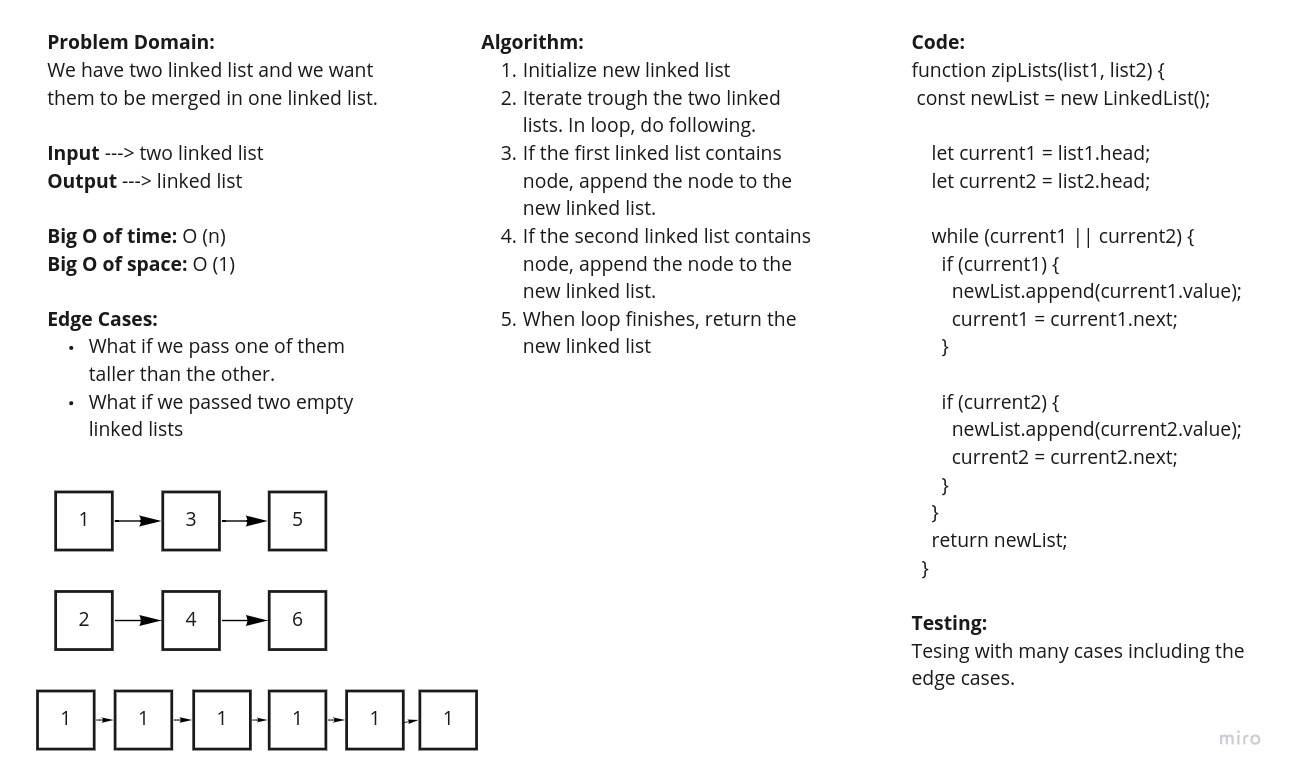 Problem Domain:
We have two linked list and we want
them to be merged in one linked list.
Input ---> two linked list
Output ---> linked list
Big O of time: O (n)
Big O of space: O (1)
Edge Cases:
• What if we pass one of them
taller than the other.
• What if we passed two empty
linked lists
1 3 5
2 4 6
1 1 1 1 1 1
Algorithm:
1. Initialize new linked list
2. Iterate trough the two linked
lists. In loop, do following.
3. If the first linked list contains
node, append the node to the
new linked list.
4. If the second linked list contains
node, append the node to the
new linked list.
5. When loop finishes, return the
new linked list
Code:
function zipLists(list1, list2) {
const newList = new LinkedList();
let current1 = list1.head;
let current2 = list2.head;
while (current1 || current2) {
if (current1) {
newList.append(current1.value);
current1 = current1.next;
}
if (current2) {
newList.append(current2.value);
current2 = current2.next;
}
}
return newList;
}
Testing:
Tesing with many cases including the
edge cases.
miro